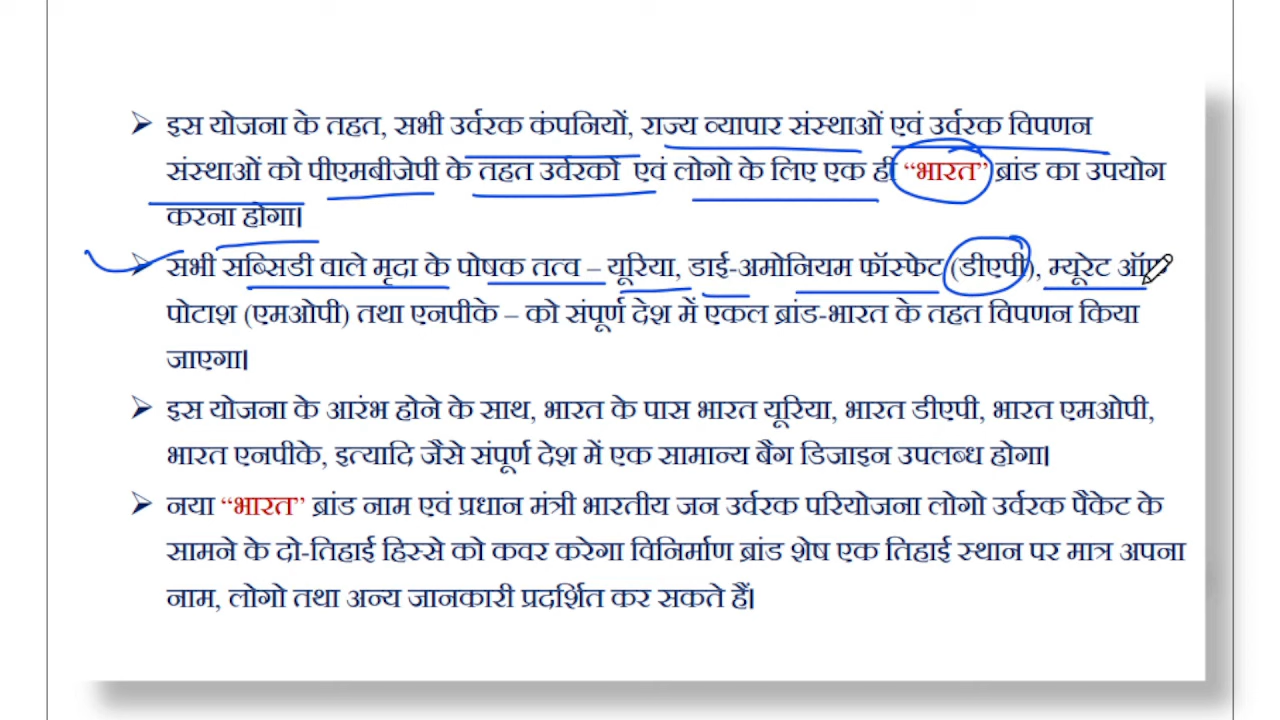 ➢ इस योजना के तहत, सभी उर्वरक कंपनियों, राज्य व्यापार संस्थाओं एवं उर्वरक विपणन
संस्थाओं को पीएमबीजेपी के तहत उर्वरको एवं लोगो के लिए एक ही “भारत” ब्रांड का उपयोग
करना होगा।
➢ सभी सब्सिडी वाले मृदा के पोषक तत्व – यूरिया, डाई-अमोनियम फॉस्फेट (डीएपी), म्यूरेट ऑफ
पोटाश (एमओपी) तथा एनपीके – को संपूर्ण देश में एकल ब्रांड-भारत के तहत विपणन किया
जाएगा।
➢ इस योजना के आरंभ होने के साथ, भारत के पास भारत यूरिया, भारत डीएपी, भारत एमओपी,
भारत एनपीके, इत्यादि जैसे संपूर्ण देश में एक सामान्य बैग डिजाइन उपलब्ध होगा।
➢ नया “भारत” ब्रांड नाम एवं प्रधान मंत्री भारतीय जन उर्वरक परियोजना लोगो उर्वरक पैकेट के
सामने के दो-तिहाई हिस्से को कवर करेगा विनिर्माण ब्रांड शेष एक तिहाई स्थान पर मात्र अपना
नाम, लोगो तथा अन्य जानकारी प्रदर्शित कर सकते हैं।